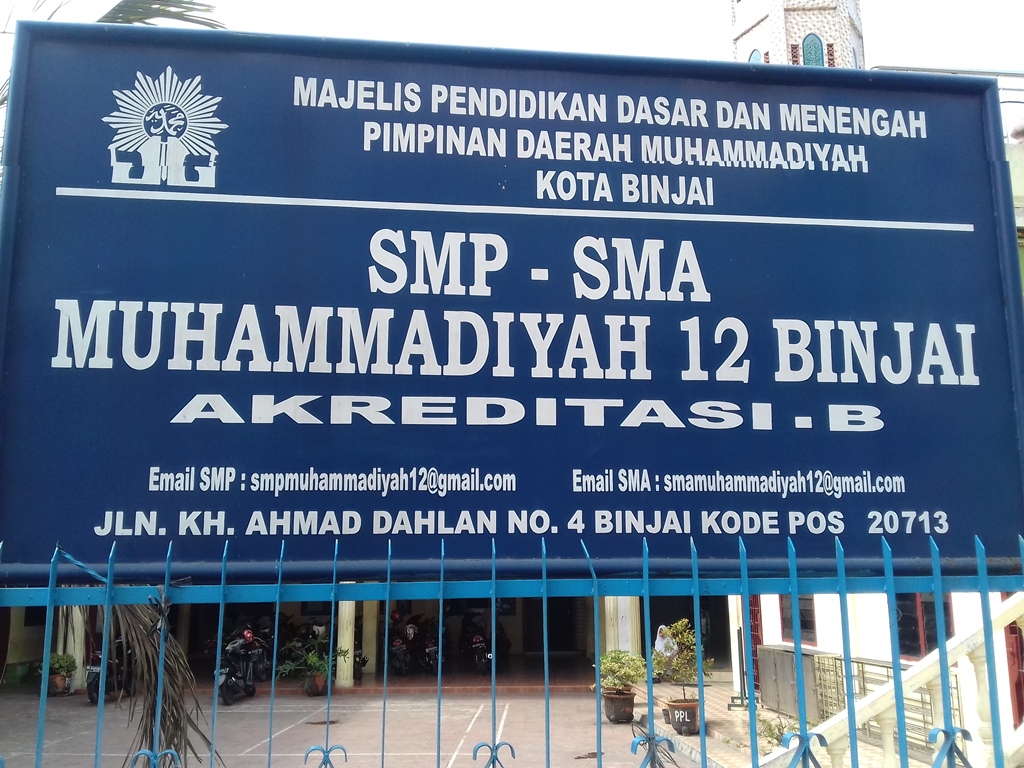 MAJELIS PENDIDIKAN DASAR DAN MENENGAH
PIMPINAN DAERAH MUHAMMADIYAH
KOTA BINJAI
SMP - SMA
MUHAMMADIYAH 12 BINJAI
AKREDITASI . B
Email SMP : smpmuhammadiyah12@gmail.com Email SMA : smamuhammadiyah12@gmail.com
JLN. KH. AHMAD DAHLAN NO. 4 BINJAI KODE POS 20713
PPL